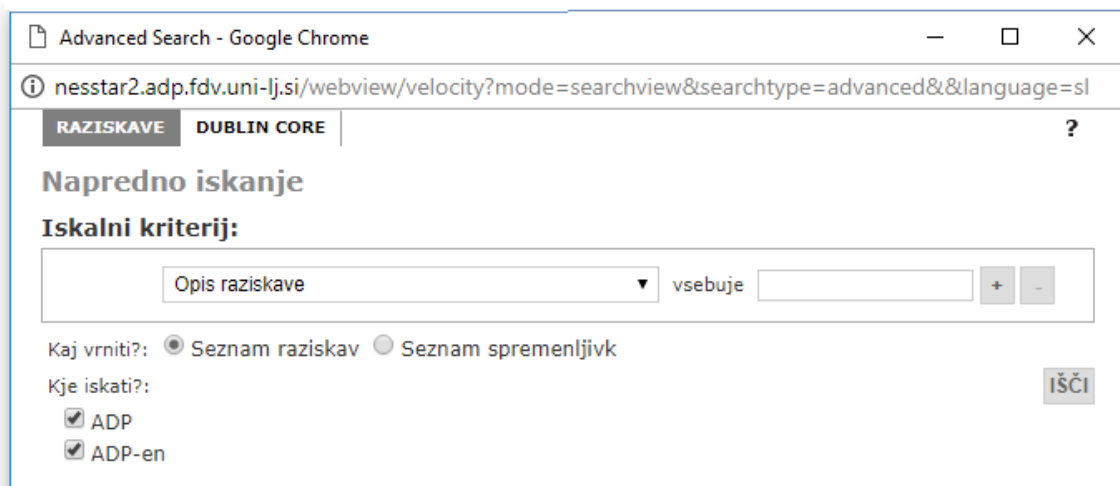 Advanced Search - Google Chrome
nesstar2.adp.fdv.uni-lj.si/webview/velocity?mode=searchview&searchtype=advanced&&language=sl
RAZISKAVE DUBLIN CORE ?
Napredno iskanje
Iskalni kriterij:
Opis raziskave vsebuje + -
Kaj vrniti?: Seznam raziskav Seznam spremenljivk
Kje iskati?: IŠČI
ADP
ADP-en